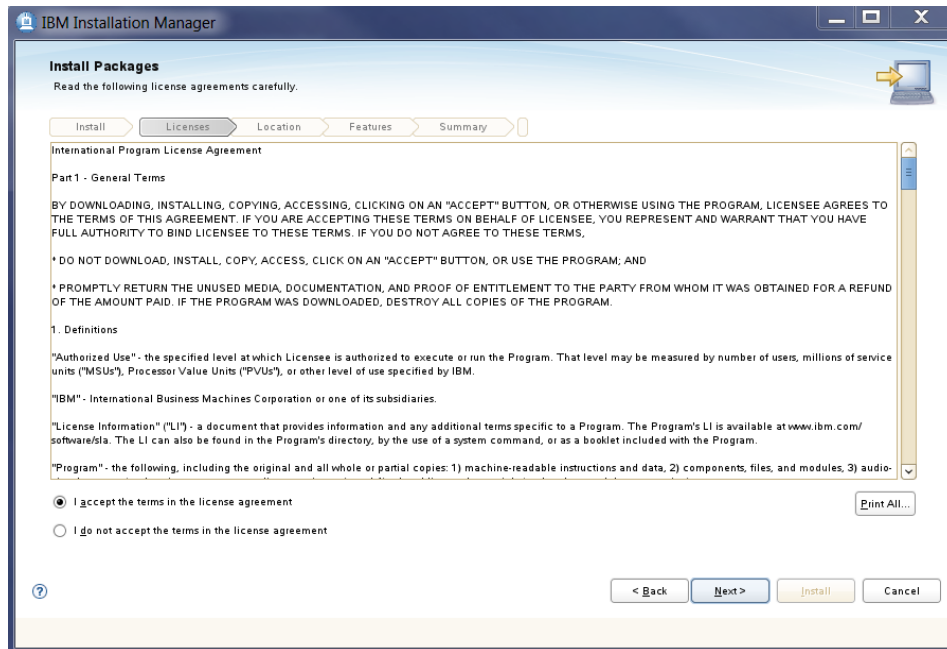 IBM Installation Manager
Install Packages
Read the following license agreements carefully.
Install Licenses Location Features Summary
International Program License Agreement
Part 1 - General Terms
BY DOWNLOADING, INSTALLING, COPYING, ACCESSING, CLICKING ON AN "ACCEPT" BUTTON, OR OTHERWISE USING THE PROGRAM, LICENSEE AGREES TO
THE TERMS OF THIS AGREEMENT. IF YOU ARE ACCEPTING THESE TERMS ON BEHALF OF LICENSEE, YOU REPRESENT AND WARRANT THAT YOU HAVE
FULL AUTHORITY TO BIND LICENSEE TO THESE TERMS. IF YOU DO NOT AGREE TO THESE TERMS,
* DO NOT DOWNLOAD, INSTALL, COPY, ACCESS, CLICK ON AN "ACCEPT" BUTTON, OR USE THE PROGRAM; AND
* PROMPTLY RETURN THE UNUSED MEDIA, DOCUMENTATION, AND PROOF OF ENTITLEMENT TO THE PARTY FROM WHOM IT WAS OBTAINED FOR A REFUND
OF THE AMOUNT PAID. IF THE PROGRAM WAS DOWNLOADED, DESTROY ALL COPIES OF THE PROGRAM.
1. Definitions
"Authorized Use" - the specified level at which Licensee is authorized to execute or run the Program. That level may be measured by number of users, millions of service
units ("MSUs"), Processor Value Units ("PVUs"), or other level of use specified by IBM.
"IBM" - International Business Machines Corporation or one of its subsidiaries.
"License Information" ("LI") - a document that provides information and any additional terms specific to a Program. The Program's LI is available at www.ibm.com/
software/sla. The LI can also be found in the Program's directory, by the use of a system command, or as a booklet included with the Program.
"Program" - the following, including the original and all whole or partial copies: 1) machine-readable instructions and data, 2) components, files, and modules, 3) audio-
I accept the terms in the license agreement
Print All...
I do not accept the terms in the license agreement
< Back Next > Install Cancel